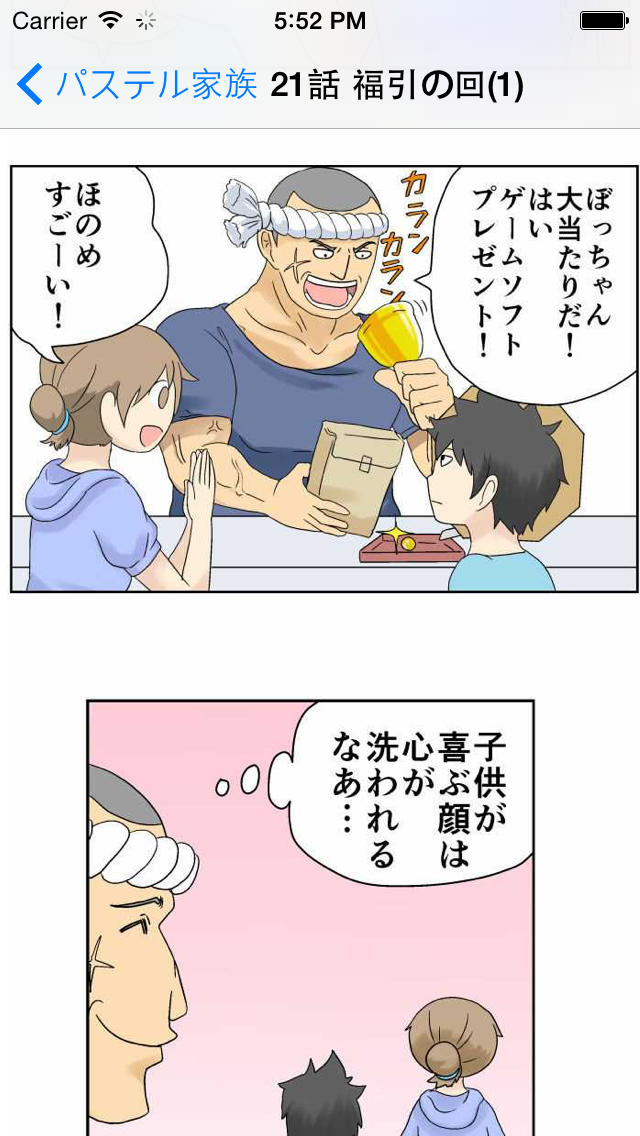 Carrier 5:52 PM
パステル家族 21話 福引の回(1)
ぼっちゃん
大当たりだ!
はい
ゲームソフト
プレゼント!
カラン
カラン
ほのめ
すごーい!
子供が
喜ぶ顔は
心が
洗われる
なあ…